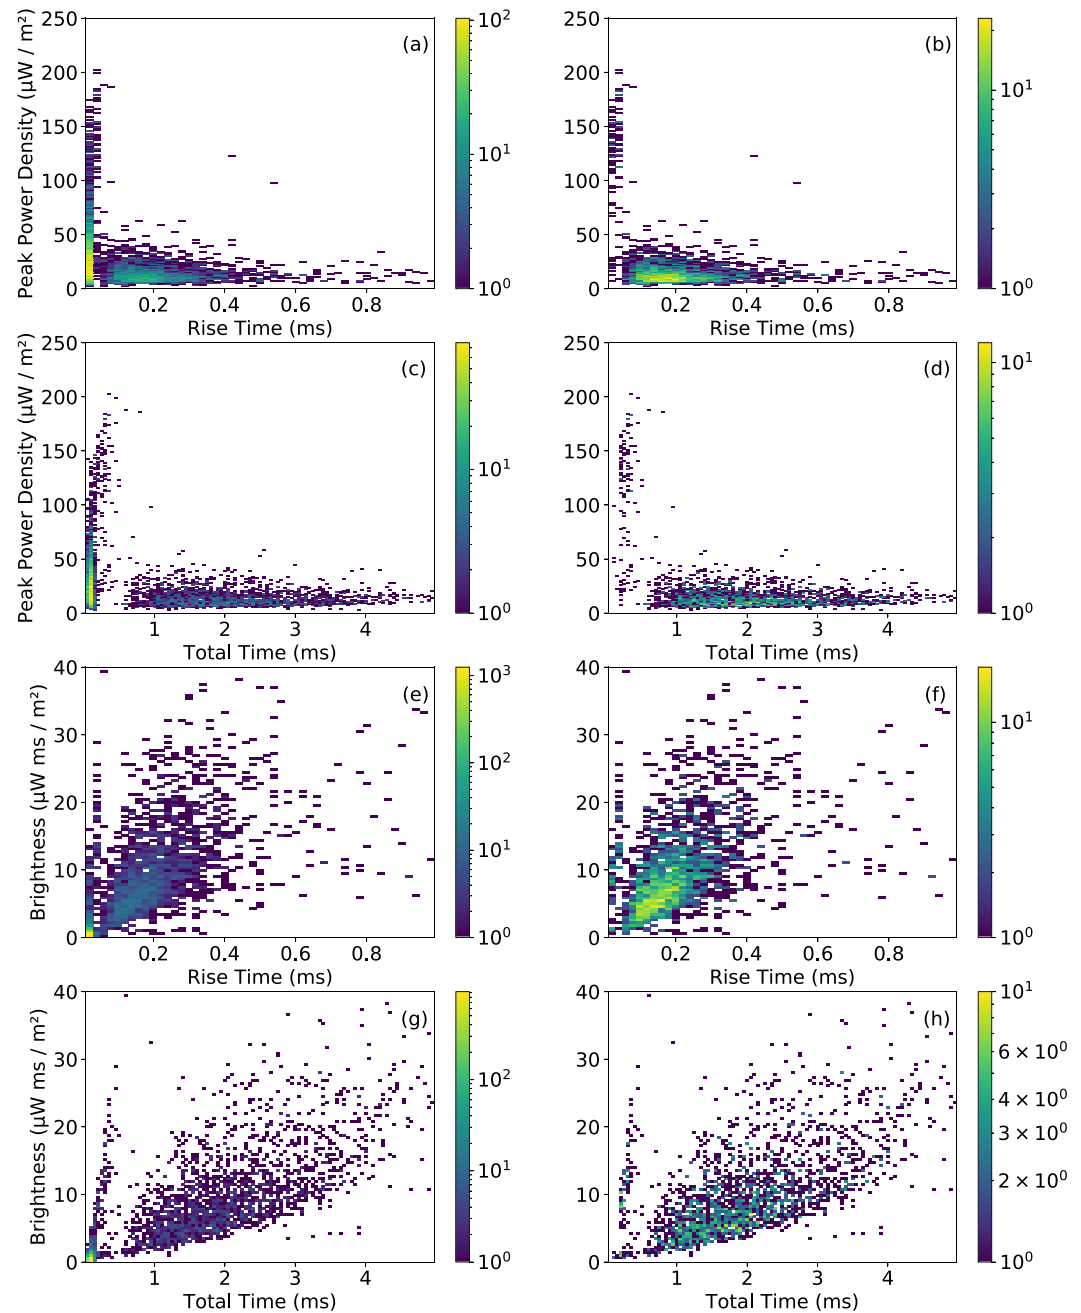 (a)
Peak Power Density (µW / m²)
250
200
150
100
50
0
0.2 0.4 0.6 0.8
Rise Time (ms)
10²
10¹
10⁰
(b)
250
200
150
100
50
0
0.2 0.4 0.6 0.8
Rise Time (ms)
10¹
10⁰
(c)
Peak Power Density (µW / m²)
250
200
150
100
50
0
1 2 3 4
Total Time (ms)
10¹
10⁰
(d)
250
200
150
100
50
0
1 2 3 4
Total Time (ms)
10¹
10⁰
(e)
Brightness (µW ms / m²)
40
30
20
10
0
0.2 0.4 0.6 0.8
Rise Time (ms)
10³
10²
10¹
10⁰
(f)
40
30
20
10
0
0.2 0.4 0.6 0.8
Rise Time (ms)
10¹
10⁰
(g)
Brightness (µW ms / m²)
40
30
20
10
0
1 2 3 4
Total Time (ms)
10²
10¹
10⁰
(h)
40
30
20
10
0
1 2 3 4
Total Time (ms)
10¹
6 × 10⁰
4 × 10⁰
3 × 10⁰
2 × 10⁰
10⁰